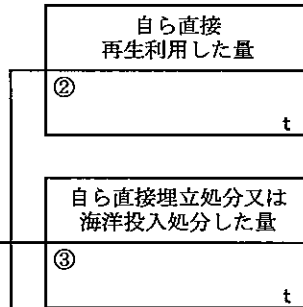 自ら直接
再生利用した量
②
t
自ら直接埋立処分又は
海洋投入処分した量
③
t